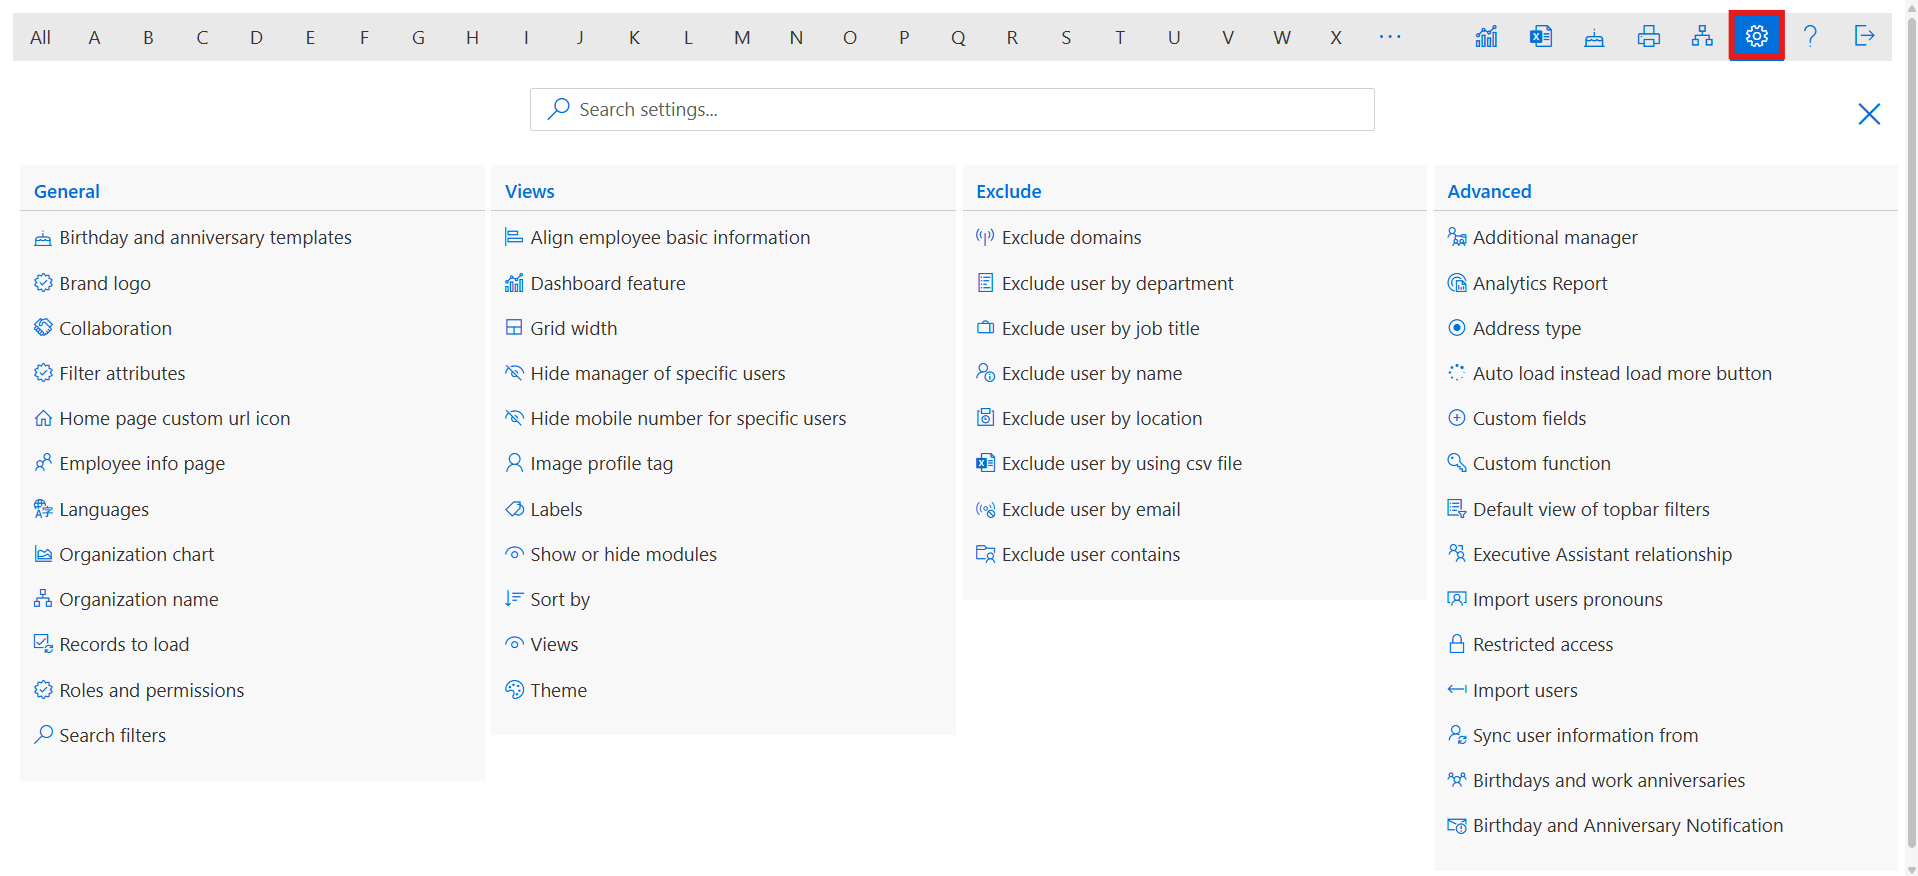 All A B C D E F G H I J K L M N O P Q R S T U V W X ...
Search settings...
General
Birthday and anniversary templates
Brand logo
Collaboration
Filter attributes
Home page custom url icon
Employee info page
Languages
Organization chart
Organization name
Records to load
Roles and permissions
Search filters
Views
Align employee basic information
Dashboard feature
Grid width
Hide manager of specific users
Hide mobile number for specific users
Image profile tag
Labels
Show or hide modules
Sort by
Views
Theme
Exclude
Exclude domains
Exclude user by department
Exclude user by job title
Exclude user by name
Exclude user by location
Exclude user by using csv file
Exclude user by email
Exclude user contains
Advanced
Additional manager
Analytics Report
Address type
Auto load instead load more button
Custom fields
Custom function
Default view of topbar filters
Executive Assistant relationship
Import users pronouns
Restricted access
Import users
Sync user information from
Birthdays and work anniversaries
Birthday and Anniversary Notification